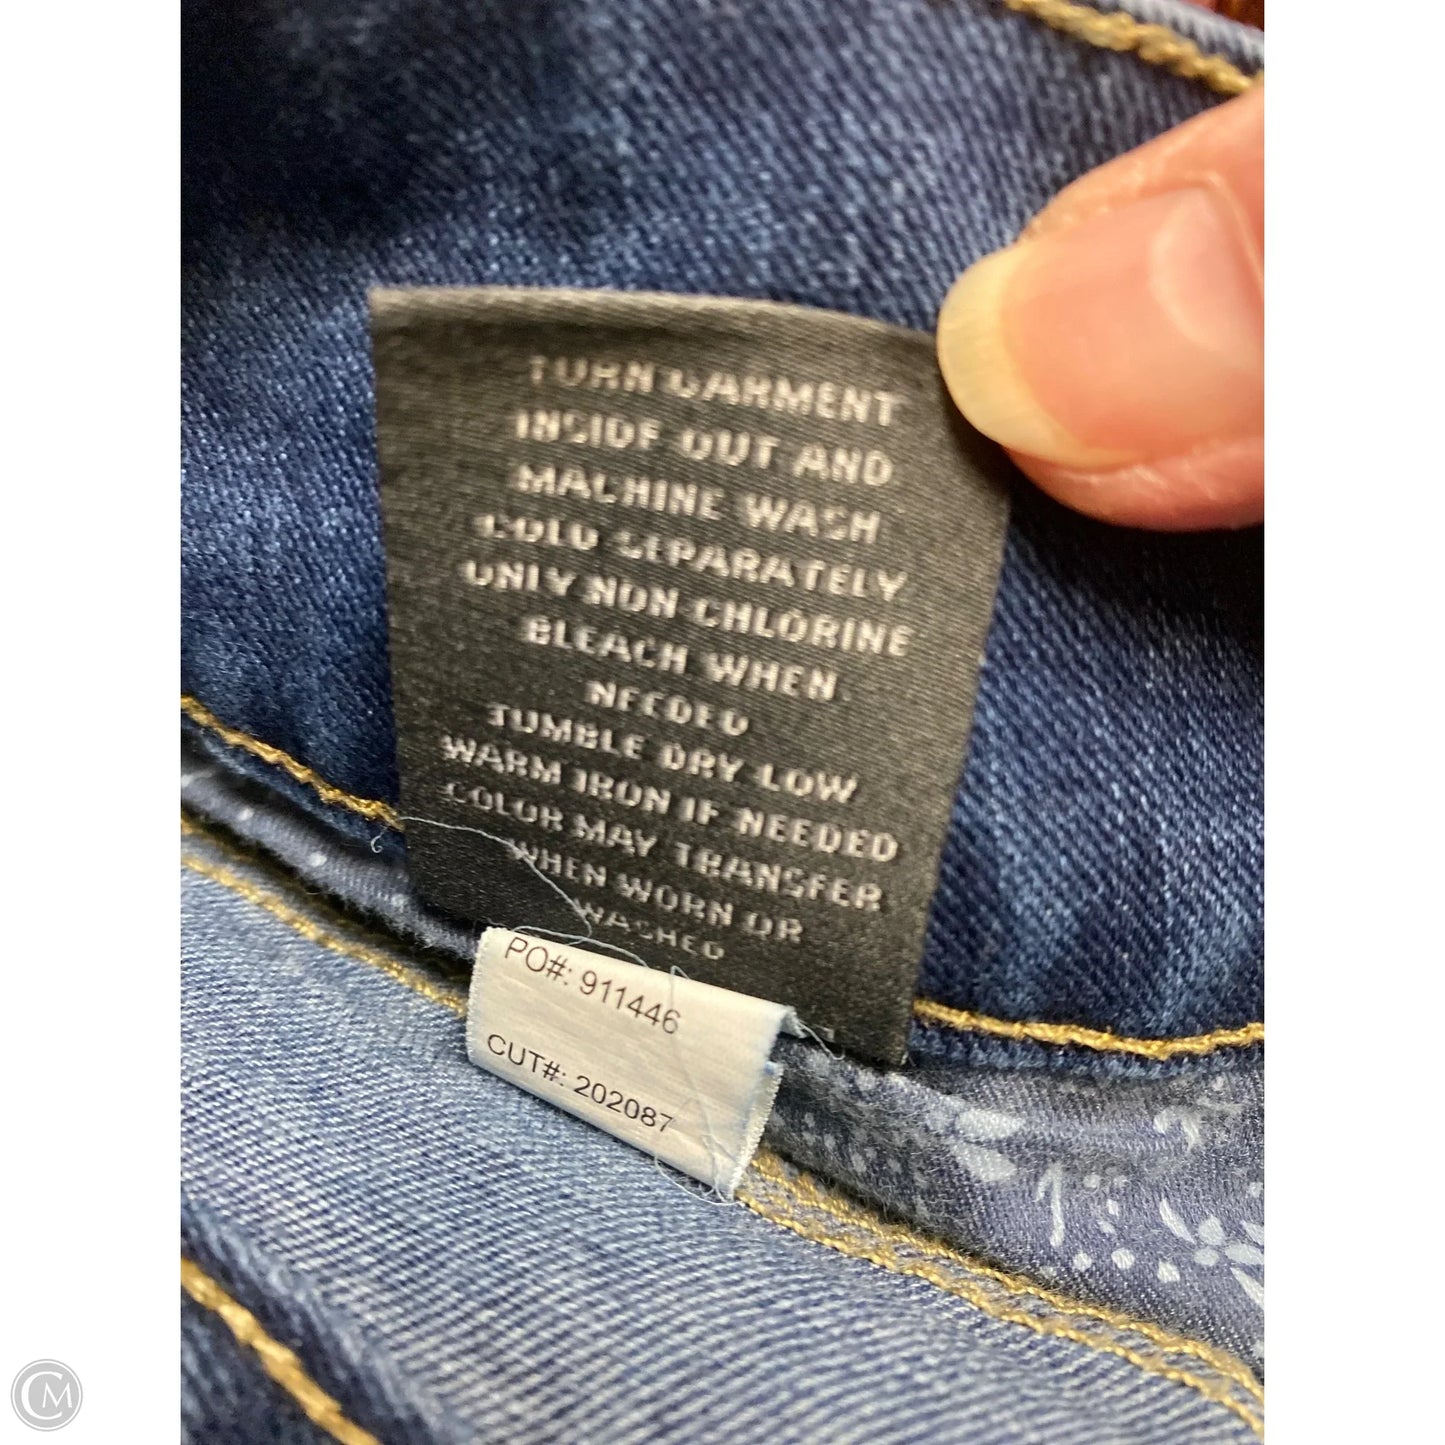 TURN GARMENT
INSIDE OUT AND
MACHINE WASH
COLD SEPARATELY
ONLY NON CHLORINE
BLEACH WHEN
NEEDED
TUMBLE DRY LOW
WARM IRON IF NEEDED
COLOR MAY TRANSFER
WHEN WORN OR
WASHED
PO#: 911446
CUT#: 202087
CM